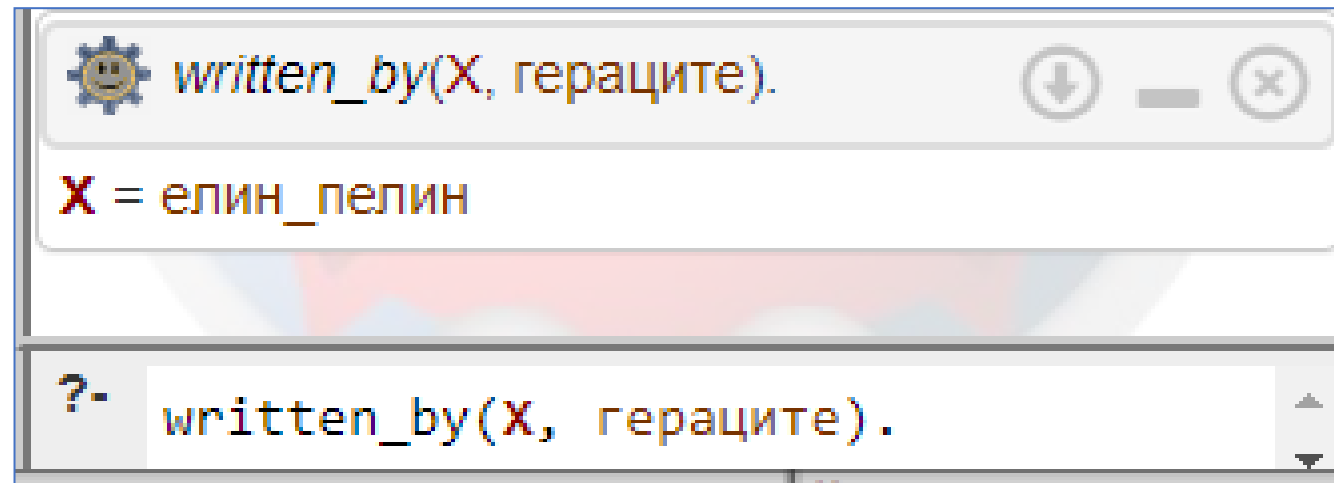 written_by(X, гераците).
X = елин_пелин
?- written_by(X, гераците).